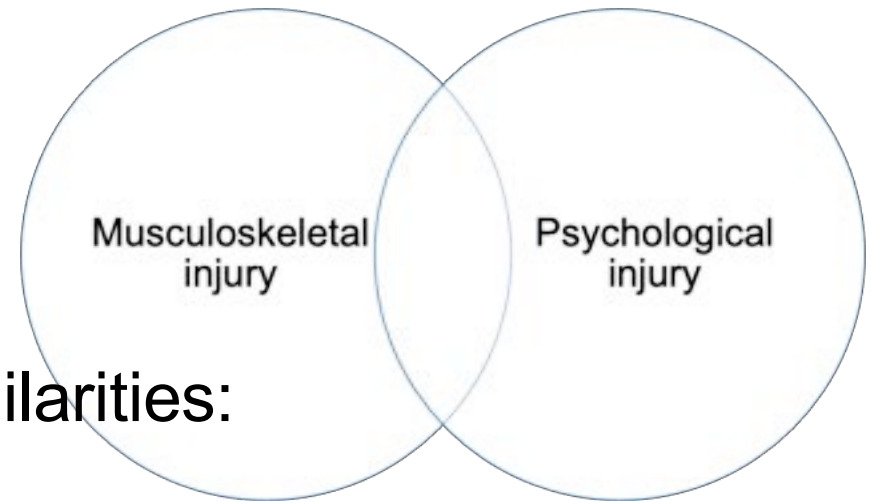 Musculoskeletal
injury
Psychological
injury
ilarities: